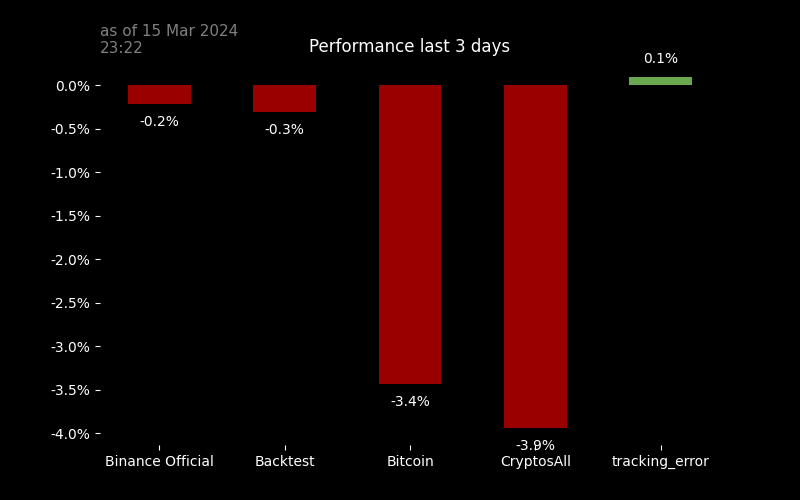 as of 15 Mar 2024
23:22
Performance last 3 days
0.1%
0.0%
-0.2%
-0.3%
-0.5%
-1.0%
-1.5%
-2.0%
-2.5%
-3.0%
-3.5%
-3.4%
-4.0%
-3.9%
Binance Official
Backtest
Bitcoin
CryptosAll
tracking_error